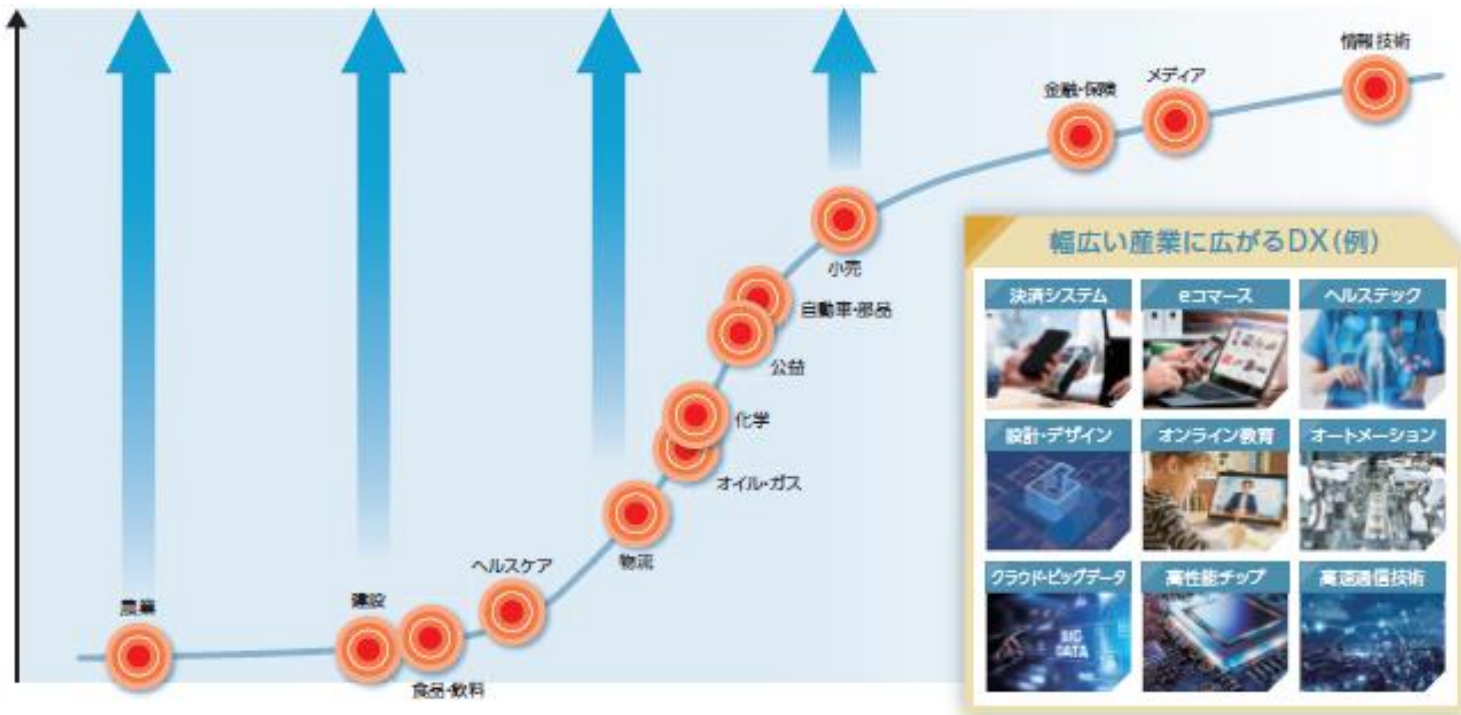 情報技術
メディア
金融・保険
小売
自動車・部品
公益
化学
オイル・ガス
物流
ヘルスケア
建設
農業
食品・飲料
幅広い産業に広がるDX(例)
決済システム
eコマース
ヘルステック
設計・デザイン
オンライン教育
オートメーション
クラウド・ビッグデータ
高性能チップ
高速通信技術
BIG
DATA